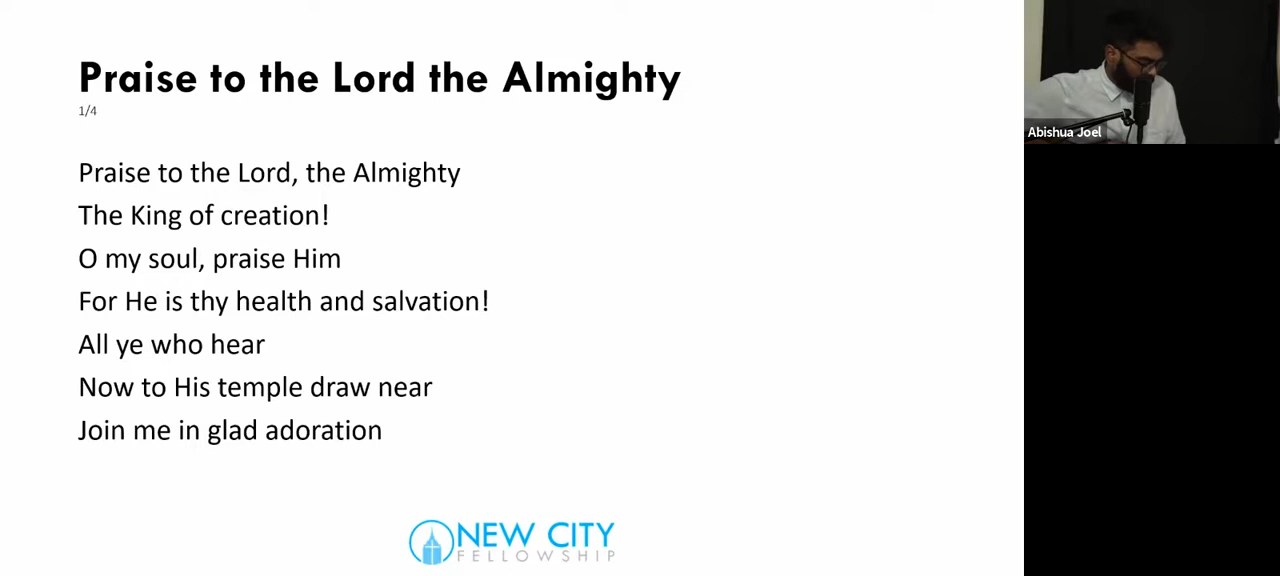 Praise to the Lord the Almighty
1/4
Praise to the Lord, the Almighty
The King of creation!
O my soul, praise Him
For He is thy health and salvation!
All ye who hear
Now to His temple draw near
Join me in glad adoration
NEW CITY
FELLOWSHIP
Abishua Joel